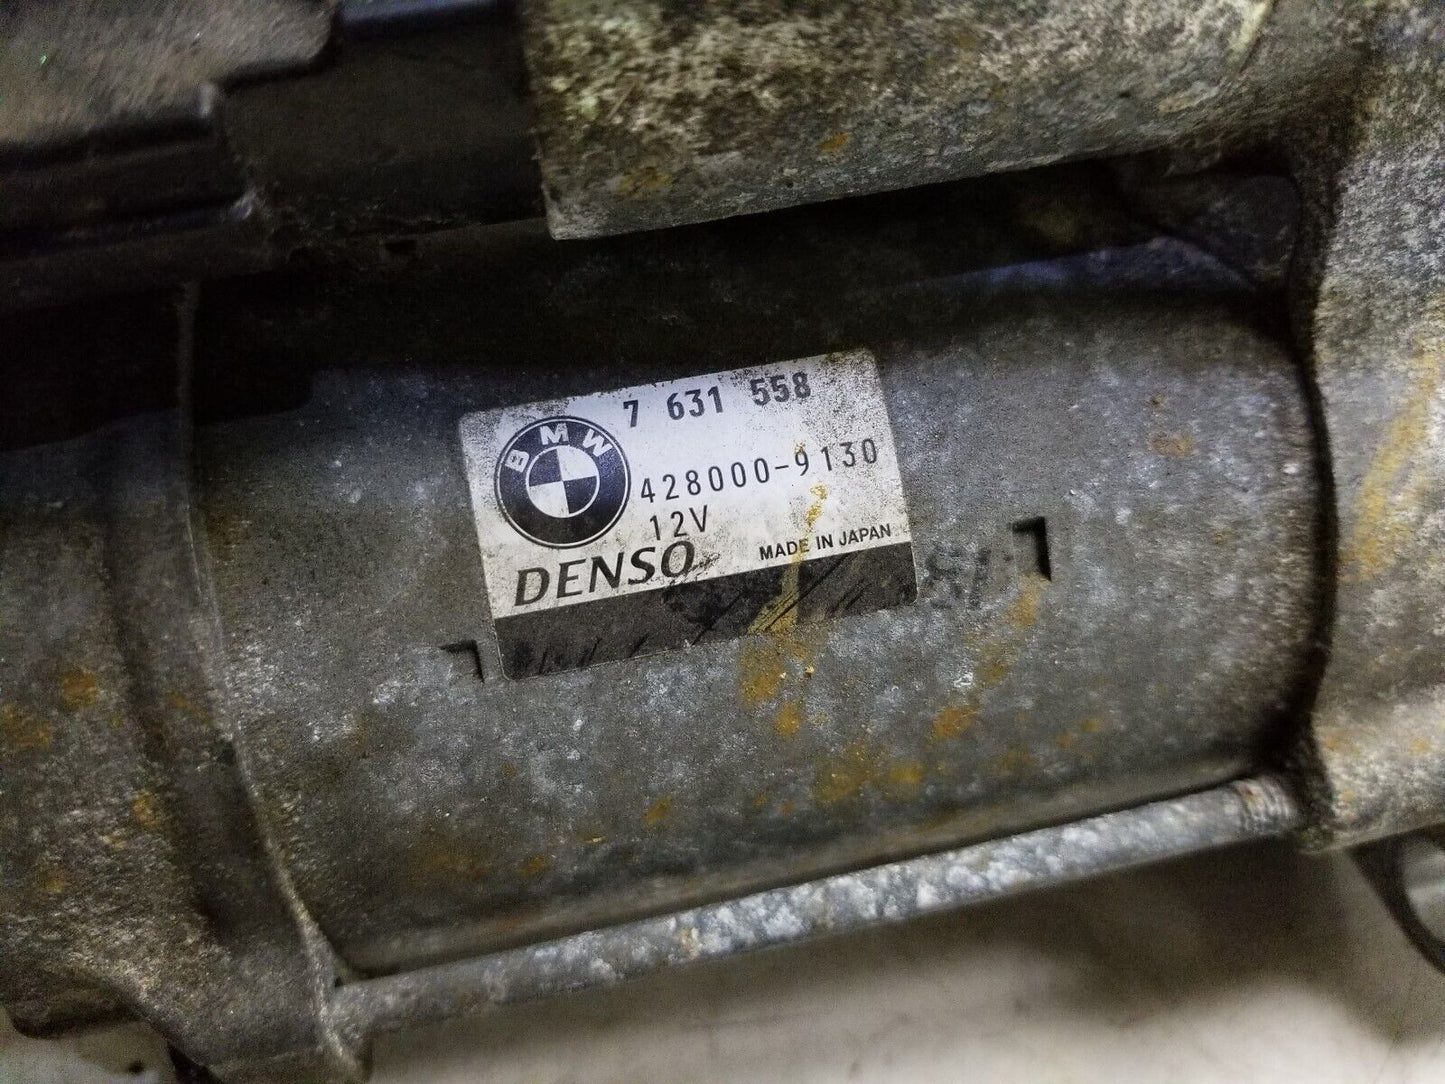 7 631 558
BMW
428000-9130
12V
DENSO
MADE IN JAPAN